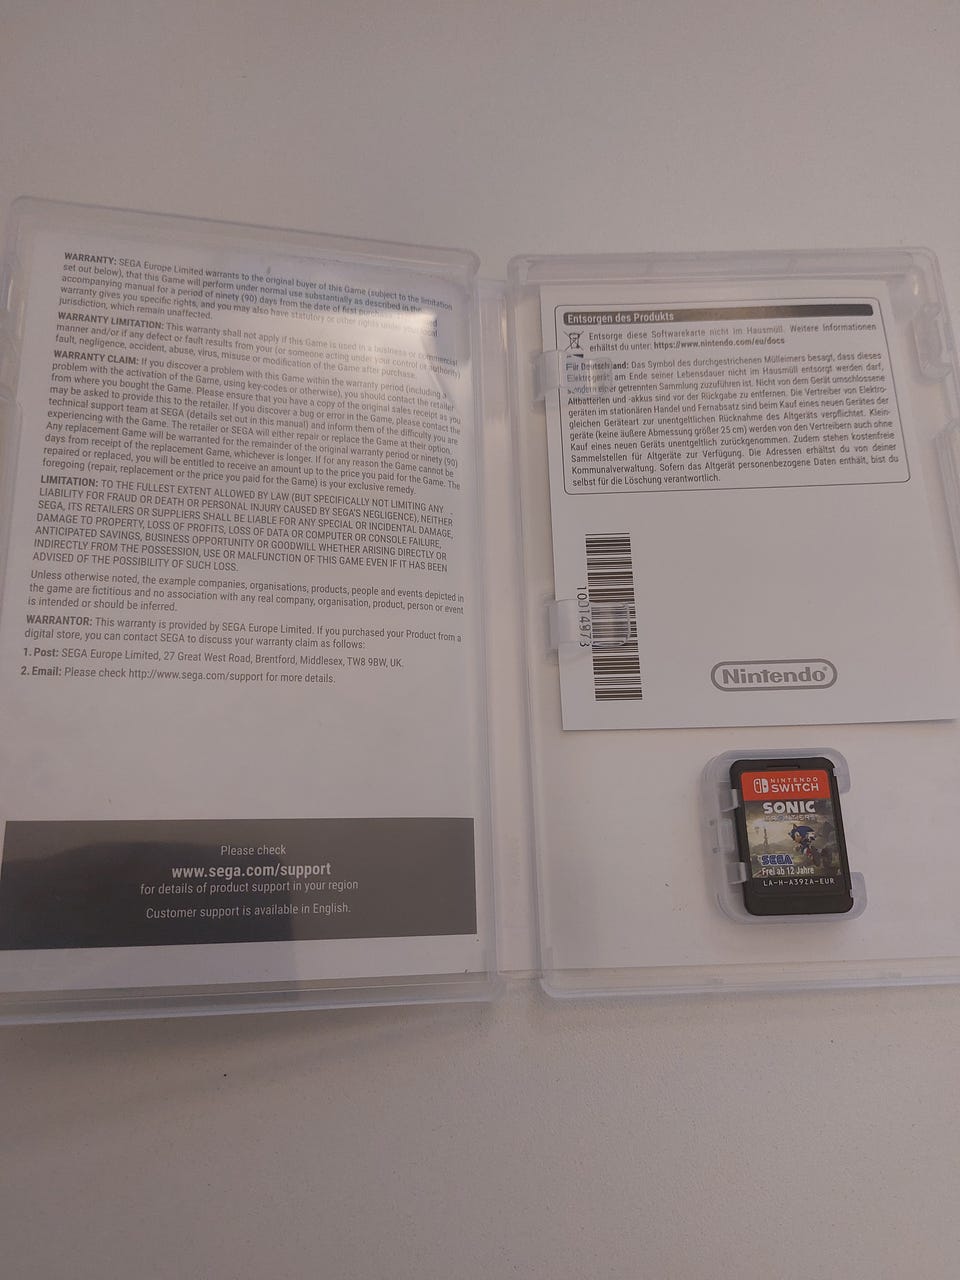 WARRANTY: SEGA Europe Limited warrants to the original buyer of this Game (subject to the limitation
set out below), that this Game will perform under normal use substantially as described in the
accompanying manual for a period of ninety (90) days from the date of first purchase. This limited
warranty gives you specific rights, and you may also have statutory or other rights under your local
jurisdiction, which remain unaffected.
WARRANTY LIMITATION: This warranty shall not apply if this Game is used in a business or commercial
manner and/or if any defect or fault results from your (or someone acting under your control or authority)
fault, negligence, accident, abuse, virus, misuse or modification of the Game after purchase.
WARRANTY CLAIM: If you discover a problem with this Game within the warranty period (including a
problem with the activation of the Game, using key-codes or otherwise), you should contact the retailer
from where you bought the Game. Please ensure that you have a copy of the original sales receipt as you
may be asked to provide this to the retailer. If you discover a bug or error in the Game, please contact the
technical support team at SEGA (details set out in this manual) and inform them of the difficulty you are
experiencing with the Game. The retailer or SEGA will either repair or replace the Game at their option.
Any replacement Game will be warranted for the remainder of the original warranty period or ninety (90)
days from receipt of the replacement Game, whichever is longer. If for any reason the Game cannot be
repaired or replaced, you will be entitled to receive an amount up to the price you paid for the Game. The
foregoing (repair, replacement or the price you paid for the Game) is your exclusive remedy.
LIMITATION: TO THE FULLEST EXTENT ALLOWED BY LAW (BUT SPECIFICALLY NOT LIMITING ANY
LIABILITY FOR FRAUD OR DEATH OR PERSONAL INJURY CAUSED BY SEGA'S NEGLIGENCE), NEITHER
SEGA, ITS RETAILERS OR SUPPLIERS SHALL BE LIABLE FOR ANY SPECIAL OR INCIDENTAL DAMAGE,
DAMAGE TO PROPERTY, LOSS OF PROFITS, LOSS OF DATA OR COMPUTER OR CONSOLE FAILURE,
ANTICIPATED SAVINGS, BUSINESS OPPORTUNITY OR GOODWILL WHETHER ARISING DIRECTLY OR
INDIRECTLY FROM THE POSSESSION, USE OR MALFUNCTION OF THIS GAME EVEN IF IT HAS BEEN
ADVISED OF THE POSSIBILITY OF SUCH LOSS.
Unless otherwise noted, the example companies, organisations, products, people and events depicted in
the game are fictitious and no association with any real company, organisation, product, person or event
is intended or should be inferred.
WARRANTOR: This warranty is provided by SEGA Europe Limited. If you purchased your Product from a
digital store, you can contact SEGA to discuss your warranty claim as follows:
1. Post: SEGA Europe Limited, 27 Great West Road, Brentford, Middlesex, TW8 9BW, UK.
2. Email: Please check http://www.sega.com/support for more details.
Please check
www.sega.com/support
for details of product support in your region
Customer support is available in English.
Entsorgen des Produkts
Entsorge diese Softwarekarte nicht im Hausmüll. Weitere Informationen
erhältst du unter: https://www.nintendo.com/eu/docs
Für Deutschland: Das Symbol des durchgestrichenen Mülleimers besagt, dass dieses
Elektrogerät am Ende seiner Lebensdauer nicht im Hausmüll entsorgt werden darf,
sondern einer getrennten Sammlung zuzuführen ist. Nicht vom Gerät umschlossene
Altbatterien und -akkus sind vor der Rückgabe zu entfernen. Die Vertreiber von Elektro-
geräten im stationären Handel und Fernabsatz sind beim Kauf eines neuen Gerätes der
gleichen Geräteart zur unentgeltlichen Rücknahme des Altgeräts verpflichtet. Klein-
geräte (keine äußere Abmessung größer 25 cm) werden von den Vertreibern auch ohne
Kauf eines neuen Geräts unentgeltlich zurückgenommen. Zudem stehen kostenfreie
Sammelstellen für Altgeräte zur Verfügung. Die Adressen erhältst du von deiner
Kommunalverwaltung. Sofern das Altgerät personenbezogene Daten enthält, bist du
selbst für die Löschung verantwortlich.
10014973
Nintendo
NINTENDO
SWITCH
SONIC
FRONTIERS
SEGA
Frei ab 12 Jahre
LA-H-A392A-EUR